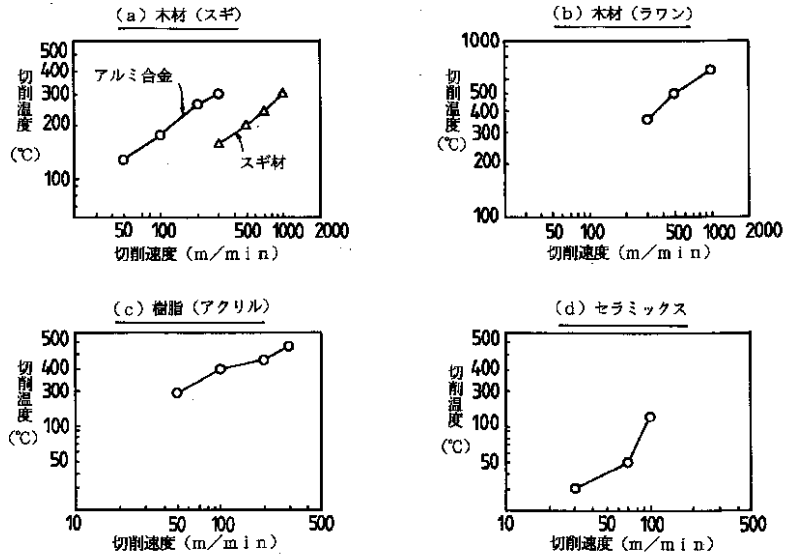 (a) 木材 (スギ)
切削温度
(℃)
500
400
300
200
100
アルミ合金
スギ材
50 100 500 1000 2000
切削速度 (m/min)
(b) 木材 (ラワン)
切削温度
(℃)
1000
500
400
300
200
100
50 100 500 1000 2000
切削速度 (m/min)
(c) 樹脂 (アクリル)
切削温度
(℃)
500
400
300
100
50
10 50 100 500
切削速度 (m/min)
(d) セラミックス
切削温度
(℃)
500
400
300
100
50
10 50 100 500
切削速度 (m/min)